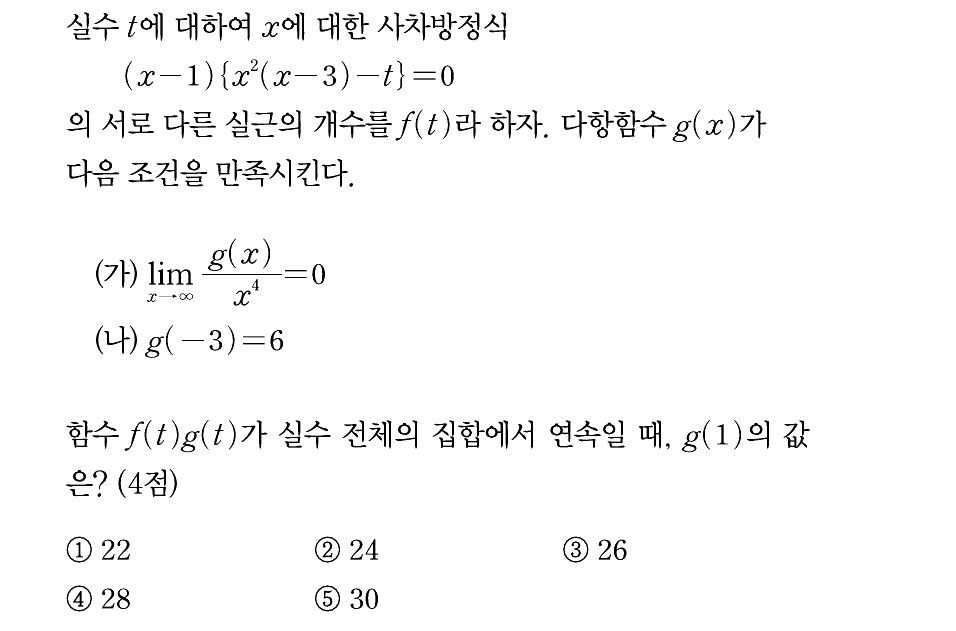 실수 t에 대하여 x에 대한 사차방정식
(x-1){x²(x-3)-t}=0
의 서로 다른 실근의 개수를 f(t)라 하자. 다항함수 g(x)가
다음 조건을 만족시킨다.
(가) lim_{x→∞} g(x)/x⁴=0
(나) g(-3)=6
함수 f(t)g(t)가 실수 전체의 집합에서 연속일 때, g(1)의 값
은? (4점)
① 22 ② 24 ③ 26
④ 28 ⑤ 30